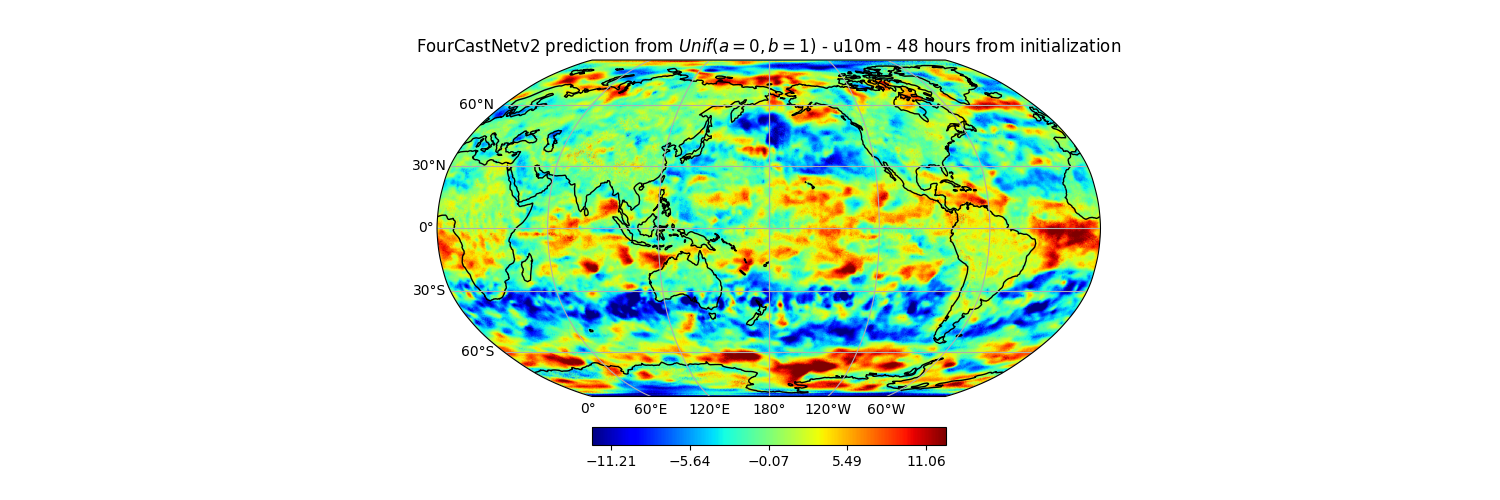 FourCastNetv2 prediction from Unif(a = 0, b = 1) - u10m - 48 hours from initialization
60°N
30°N
0°
30°S
60°S
0° 60°E 120°E 180° 120°W 60°W
−11.21 −5.64 −0.07 5.49 11.06